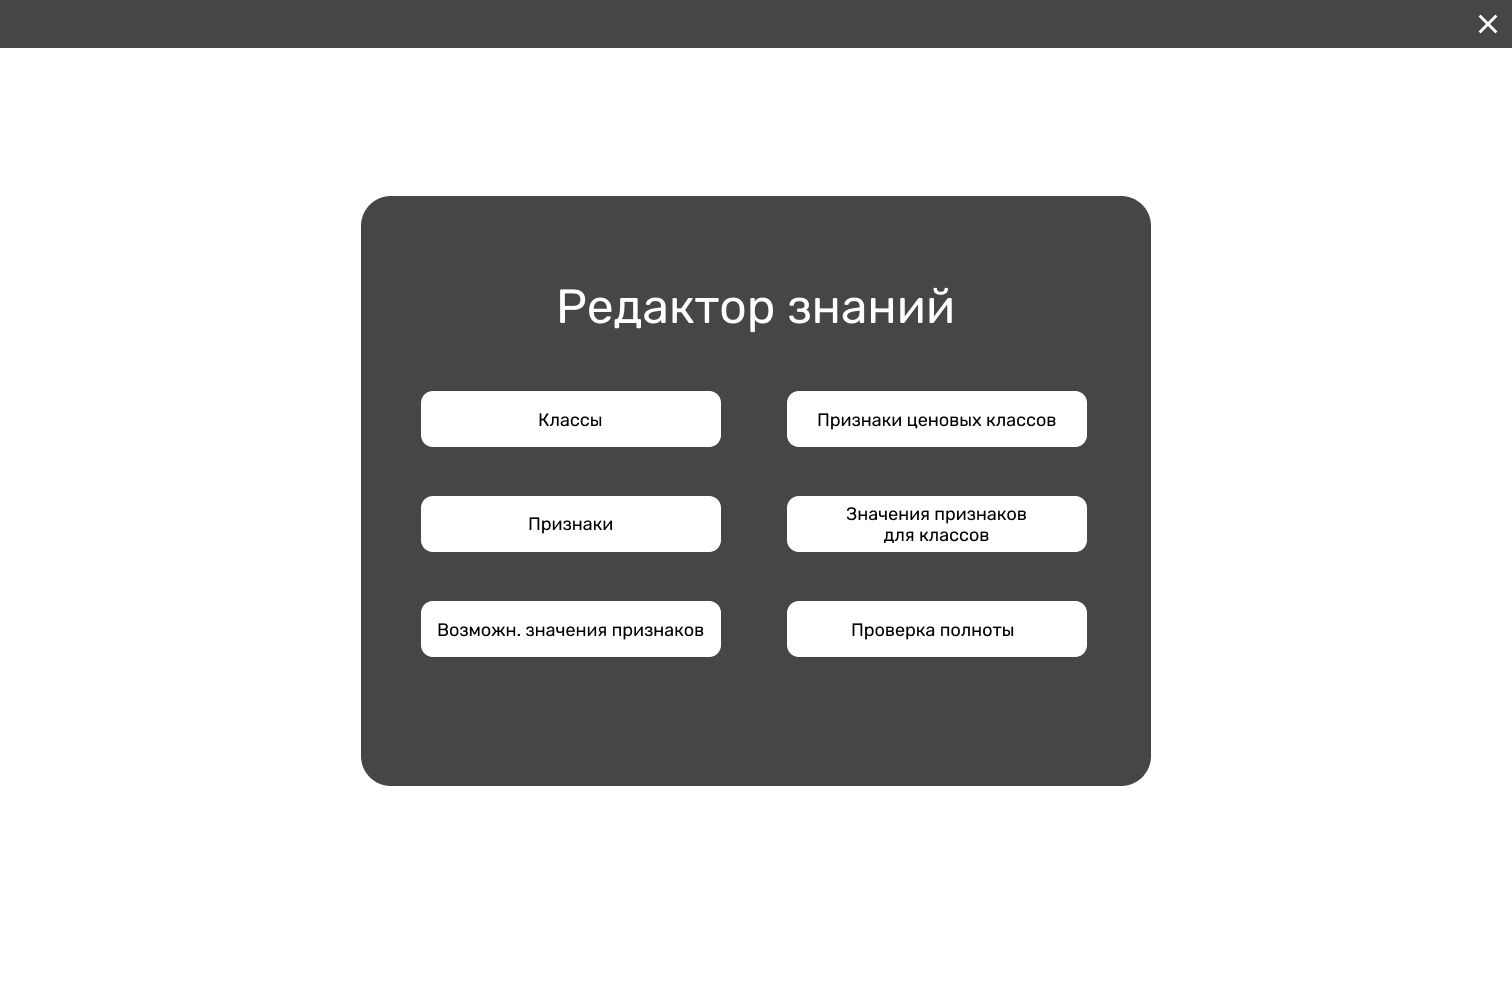 Редактор знаний
Классы
Признаки ценовых классов
Признаки
Значения признаков
для классов
Возможн. значения признаков
Проверка полноты